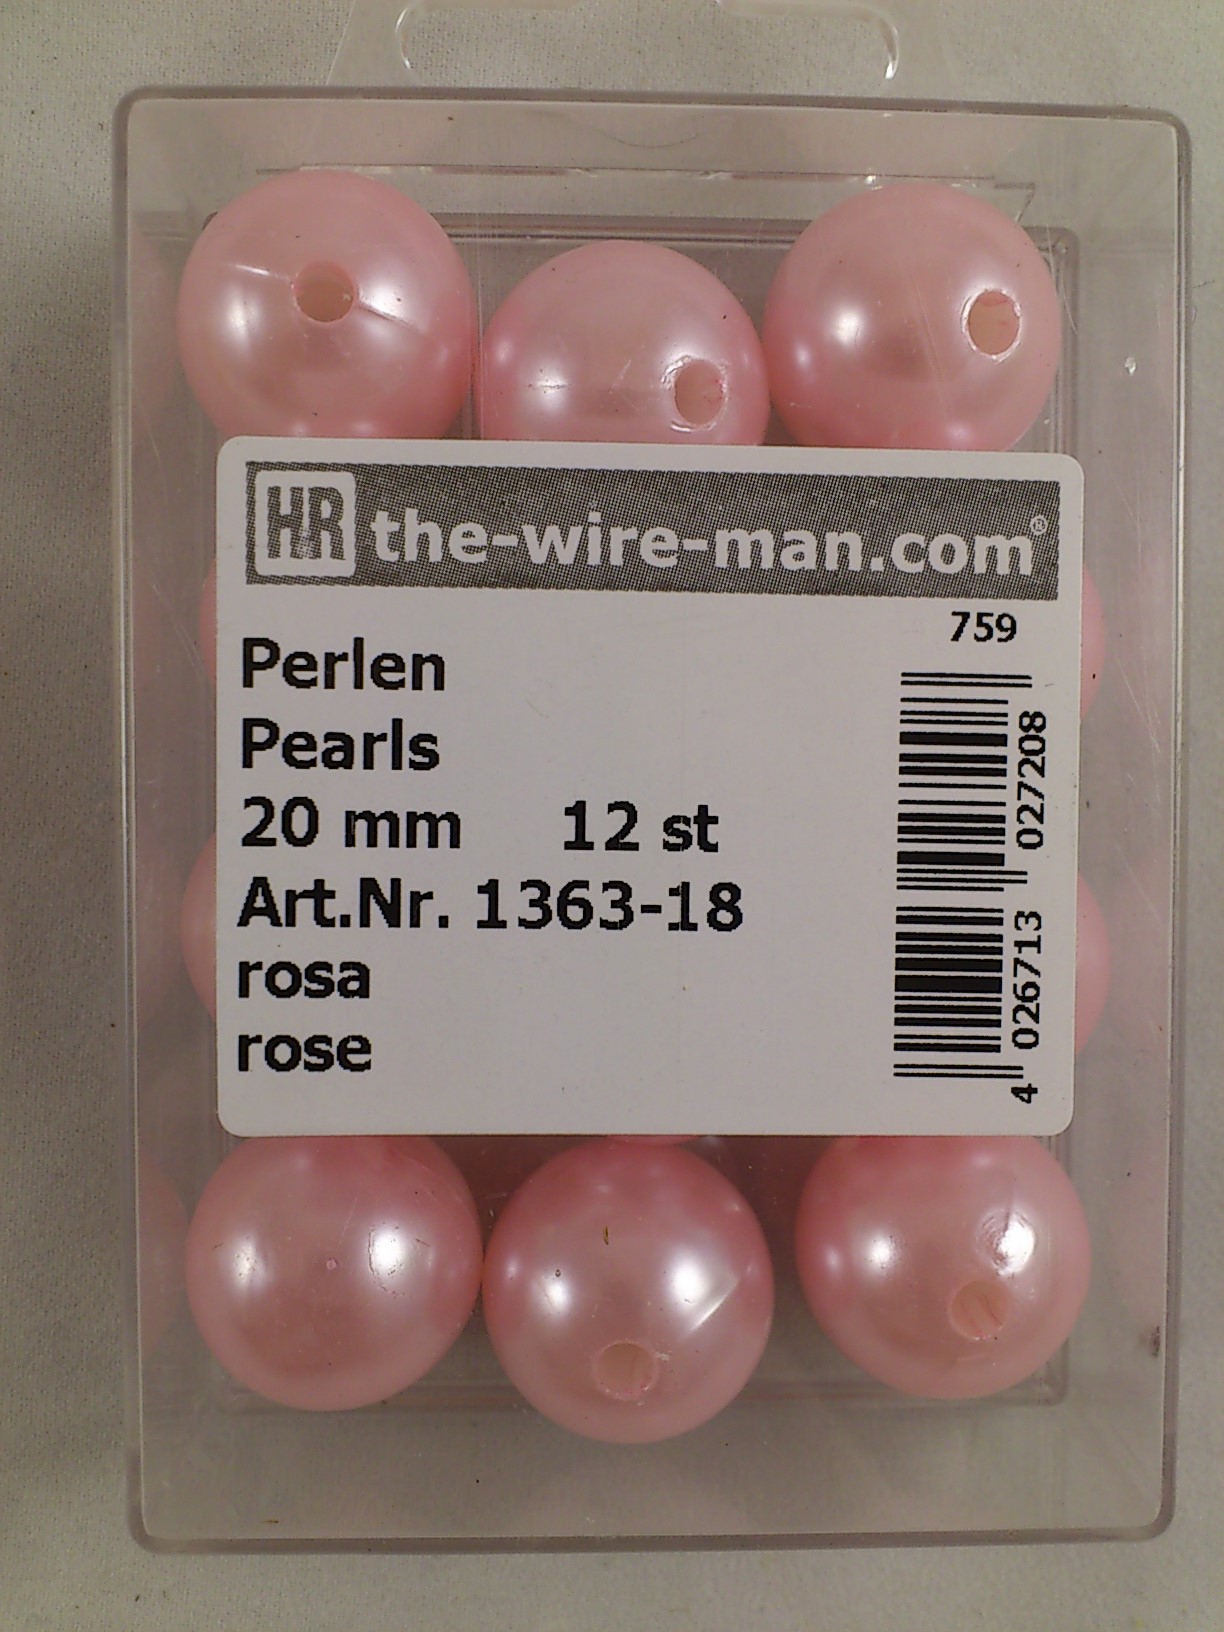 HR the-wire-man.com®
759
Perlen
Pearls
20 mm 12 st
Art.Nr. 1363-18
rosa
rose
4 026713 027208